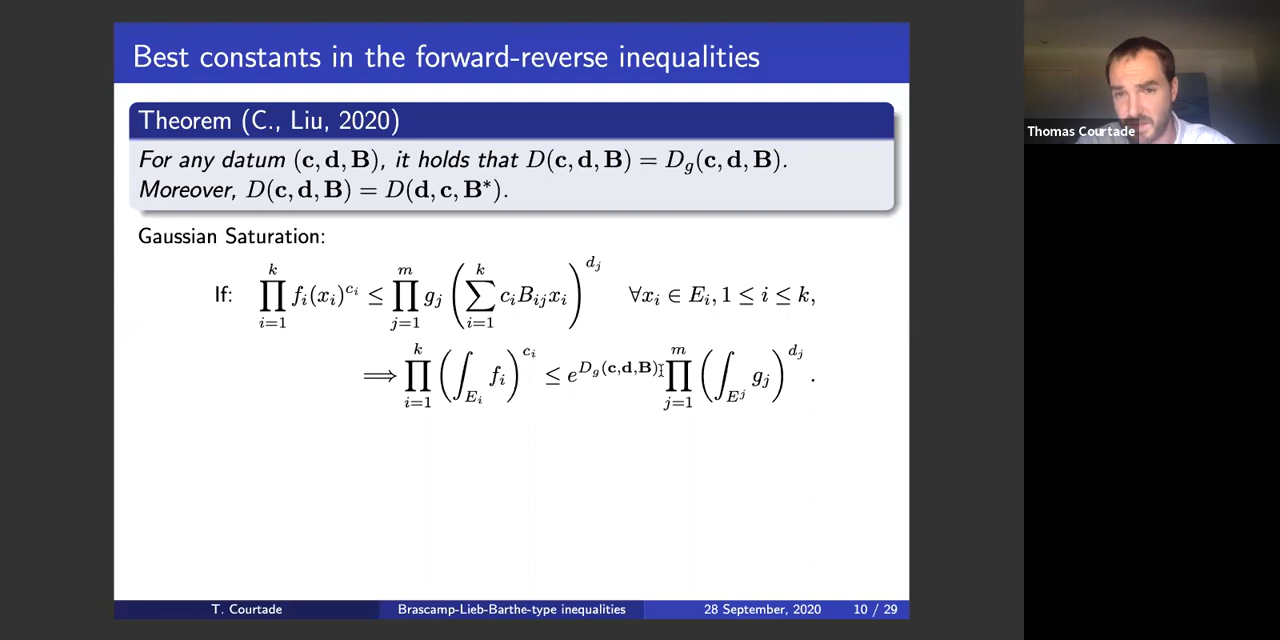 Best constants in the forward-reverse inequalities
Theorem (C., Liu, 2020)
For any datum (c, d, B), it holds that D(c, d, B) = D_g(c, d, B).
Moreover, D(c, d, B) = D(d, c, B*).
Gaussian Saturation:
If: ∏_{i=1}^{k} f_i(x_i)^{c_i} ≤ ∏_{j=1}^{m} g_j (∑_{i=1}^{k} c_i B_{ij} x_i)^{d_j} ∀x_i ∈ E_i, 1 ≤ i ≤ k,
⟹ ∏_{i=1}^{k} (∫_{E_i} f_i)^{c_i} ≤ e^{D_g(c,d,B)} ∏_{j=1}^{m} (∫_{E^j} g_j)^{d_j}.
T. Courtade
Brascamp-Lieb-Barthe-type inequalities
28 September, 2020
10 / 29
Thomas Courtade